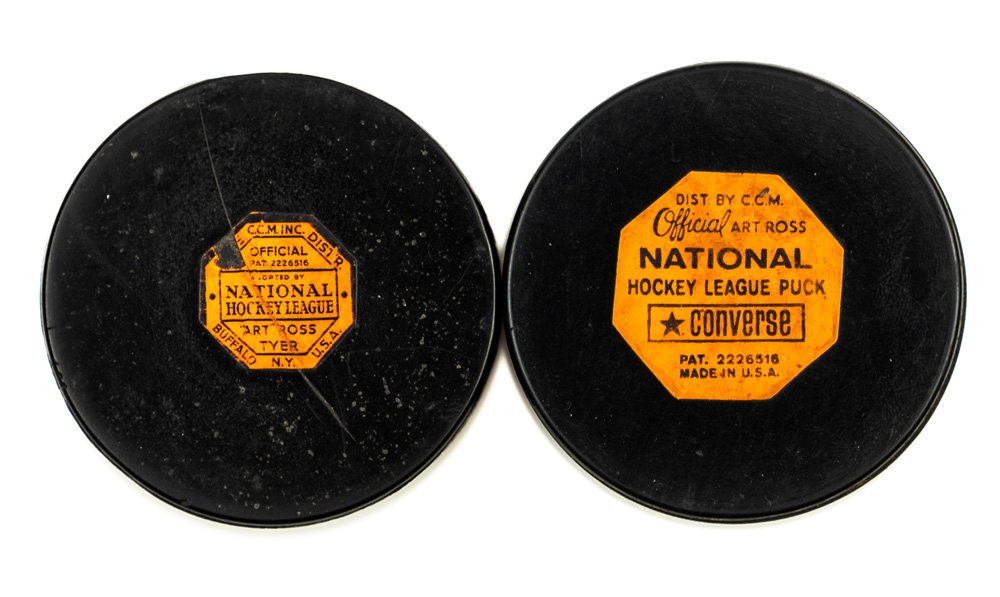 C.C.M. INC. DIST'R.
OFFICIAL
PAT. 2226516
ADOPTED BY
NATIONAL
HOCKEY LEAGUE
"ART" ROSS
TYER
BUFFALO N.Y. U.S.A.
DIST. BY C.C.M.
Official ART ROSS
NATIONAL
HOCKEY LEAGUE PUCK
converse
PAT. 2226516
MADE IN U.S.A.